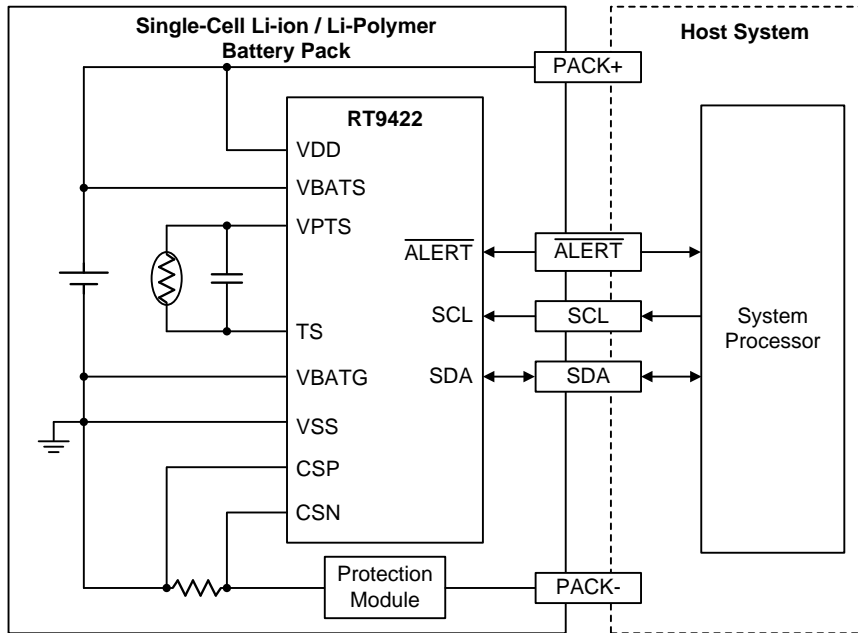 Single-Cell Li-ion / Li-Polymer
Battery Pack
Host System
PACK+
RT9422
VDD
VBATS
VPTS
ALERT
ALERT
SCL
SCL
System
Processor
TS
VBATG
SDA
SDA
VSS
CSP
CSN
Protection
Module
PACK-